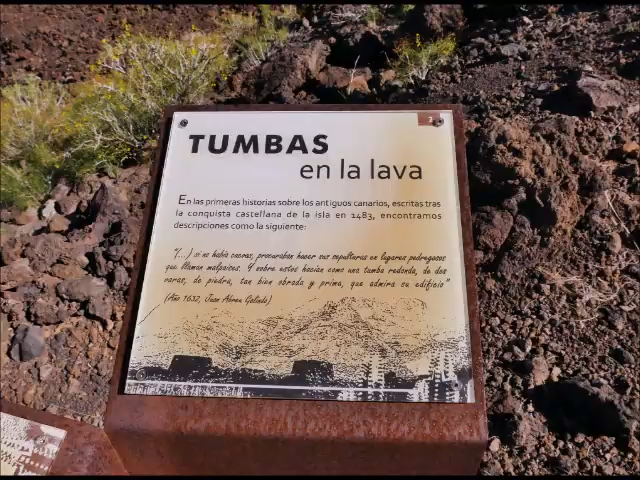 2
TUMBAS
en la lava
En las primeras historias sobre los antiguos canarios, escritas tras
la conquista castellana de la isla en 1483, encontramos
descripciones como la siguiente:
"(...) si no había cuevas, procuraban hacer sus sepulturas en lugares pedregosos
que llaman malpaíses. Y sobre estos hacían como una tumba redonda, de dos
varas, de piedra, tan bien obrada y prima, que admira su edificio"
(Año 1632, Juan Abreu Galindo)